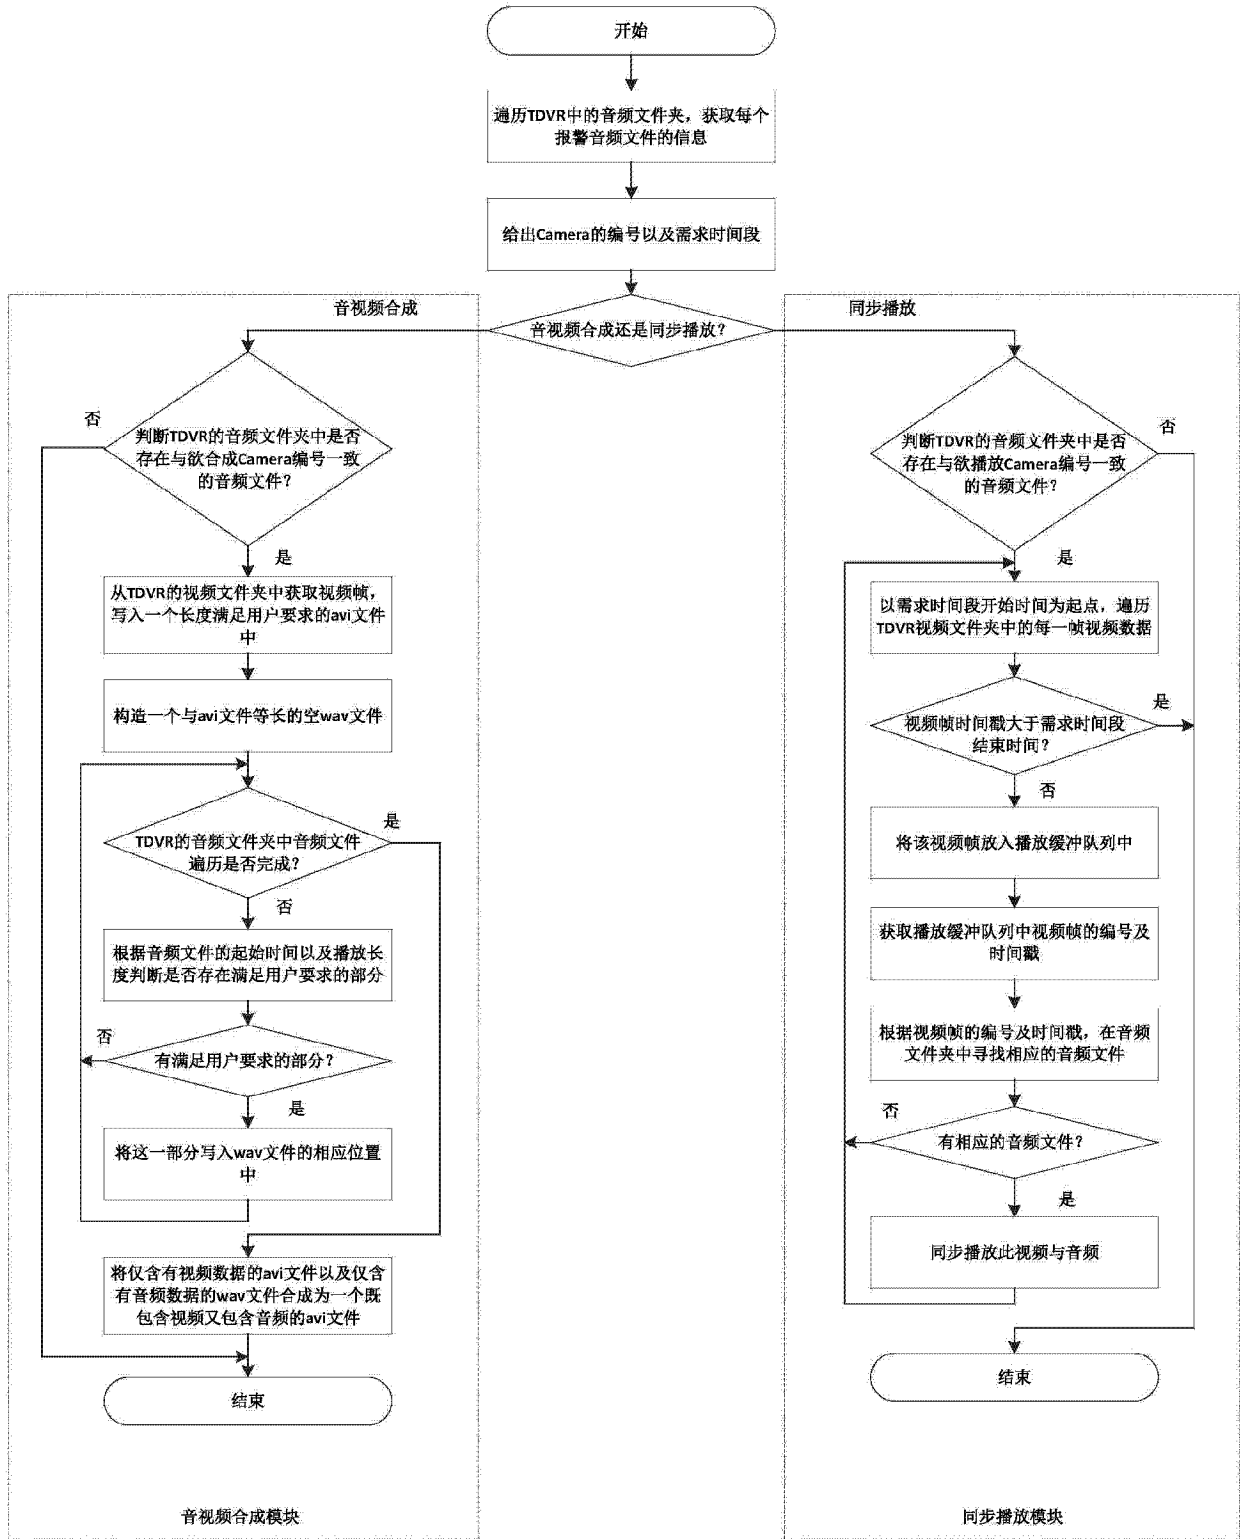 开始
遍历TDVR中的音频文件夹，获取每个
报警音频文件的信息
给出Camera的编号以及需求时间段
音视频合成还是同步播放？
音视频合成
否
判断TDVR的音频文件夹中是否
存在与欲合成Camera编号一致
的音频文件？
是
从TDVR的视频文件夹中获取视频帧，
写入一个长度满足用户要求的avi文件
中
构造一个与avi文件等长的空wav文件
是
TDVR的音频文件夹中音频文件
遍历是否完成？
否
根据音频文件的起始时间以及播放长
度判断是否存在满足用户要求的部分
否
有满足用户要求的部分？
是
将这一部分写入wav文件的相应位置
中
将仅含有视频数据的avi文件以及仅含
有音频数据的wav文件合成为一个既
包含视频又包含音频的avi文件
结束
音视频合成模块
同步播放
否
判断TDVR的音频文件夹中是否
存在与欲播放Camera编号一致
的音频文件？
是
以需求时间段开始时间为起点，遍历
TDVR视频文件夹中的每一帧视频数据
是
视频帧时间戳大于需求时间段
结束时间？
否
将该视频帧放入播放缓冲队列中
获取播放缓冲队列中视频帧的编号及
时间戳
根据视频帧的编号及时间戳，在音频
文件夹中寻找相应的音频文件
否
有相应的音频文件？
是
同步播放此视频与音频
结束
同步播放模块